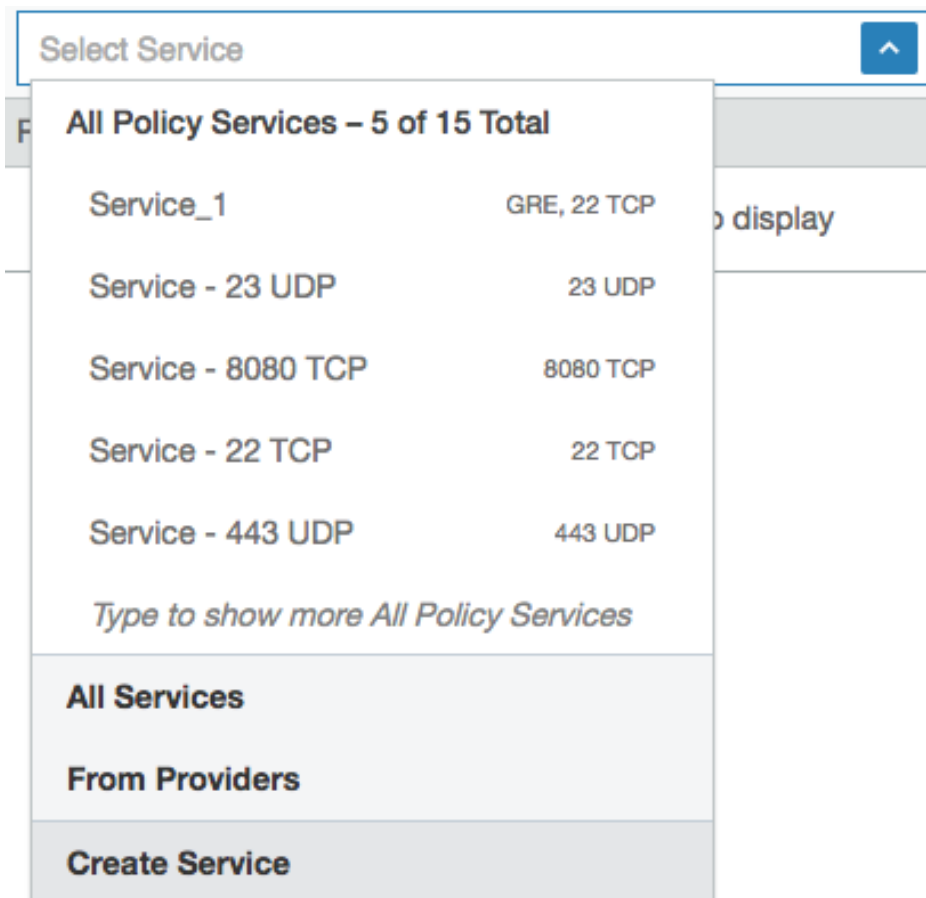 Select Service
All Policy Services – 5 of 15 Total
Service_1 GRE, 22 TCP
display
Service - 23 UDP 23 UDP
Service - 8080 TCP 8080 TCP
Service - 22 TCP 22 TCP
Service - 443 UDP 443 UDP
Type to show more All Policy Services
All Services
From Providers
Create Service